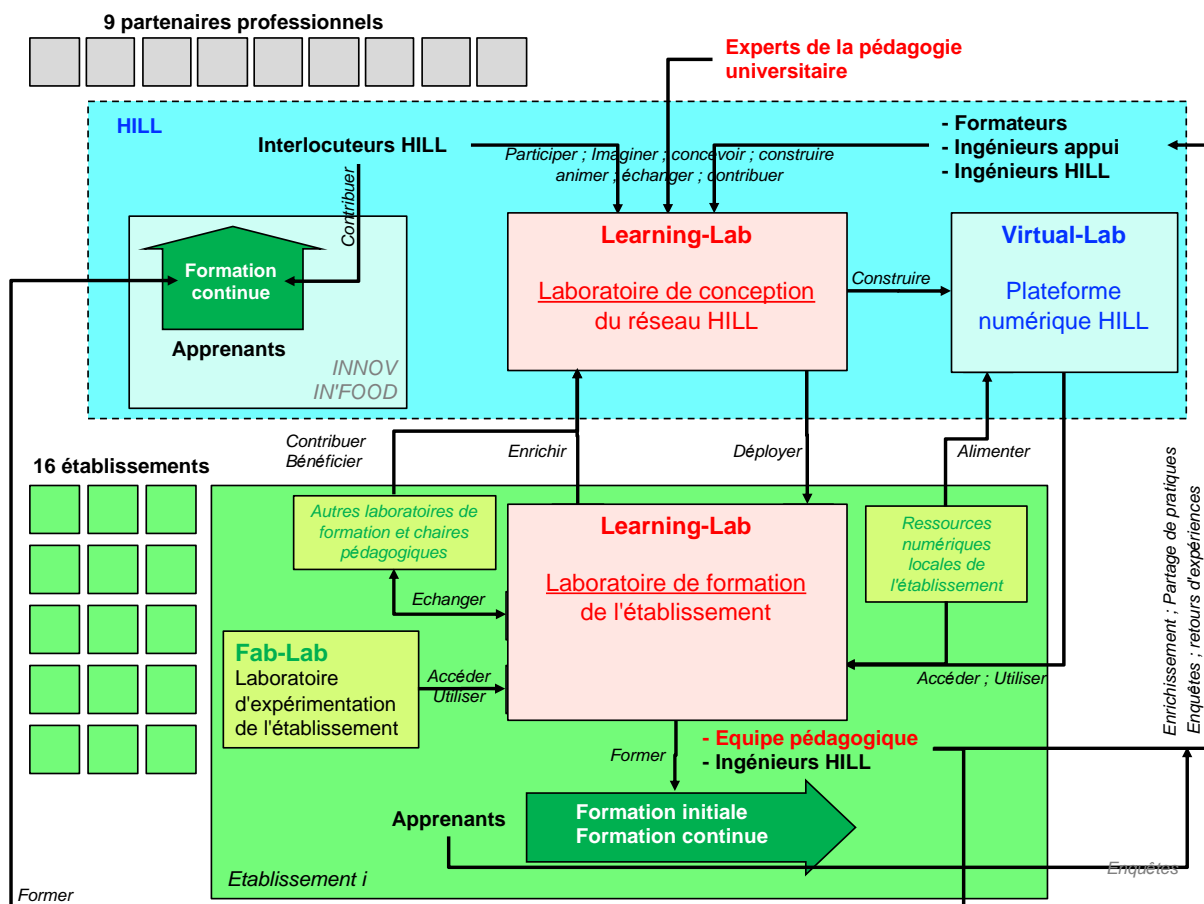 9 partenaires professionnels
Experts de la pédagogie
universitaire
HILL
Interlocuteurs HILL
Participer ; Imaginer ; concevoir ; construire
animer ; échanger ; contribuer
- Formateurs
- Ingénieurs appui
- Ingénieurs HILL
Contribuer
Formation
continue
Apprenants
INNOV
IN'FOOD
Learning-Lab
Laboratoire de conception
du réseau HILL
Construire
Virtual-Lab
Plateforme
numérique HILL
Contribuer
Bénéficier
Enrichir
Déployer
Alimenter
16 établissements
Autres laboratoires de
formation et chaires
pédagogiques
Learning-Lab
Laboratoire de formation
de l'établissement
Ressources
numériques
locales de
l'établissement
Echanger
Fab-Lab
Laboratoire
d'expérimentation
de l'établissement
Accéder
Utiliser
Accéder ; Utiliser
Enrichissement ; Partage de pratiques
Enquêtes ; retours d'expériences
Former
- Equipe pédagogique
- Ingénieurs HILL
Apprenants
Formation initiale
Formation continue
Enquêtes
Etablissement i
Former